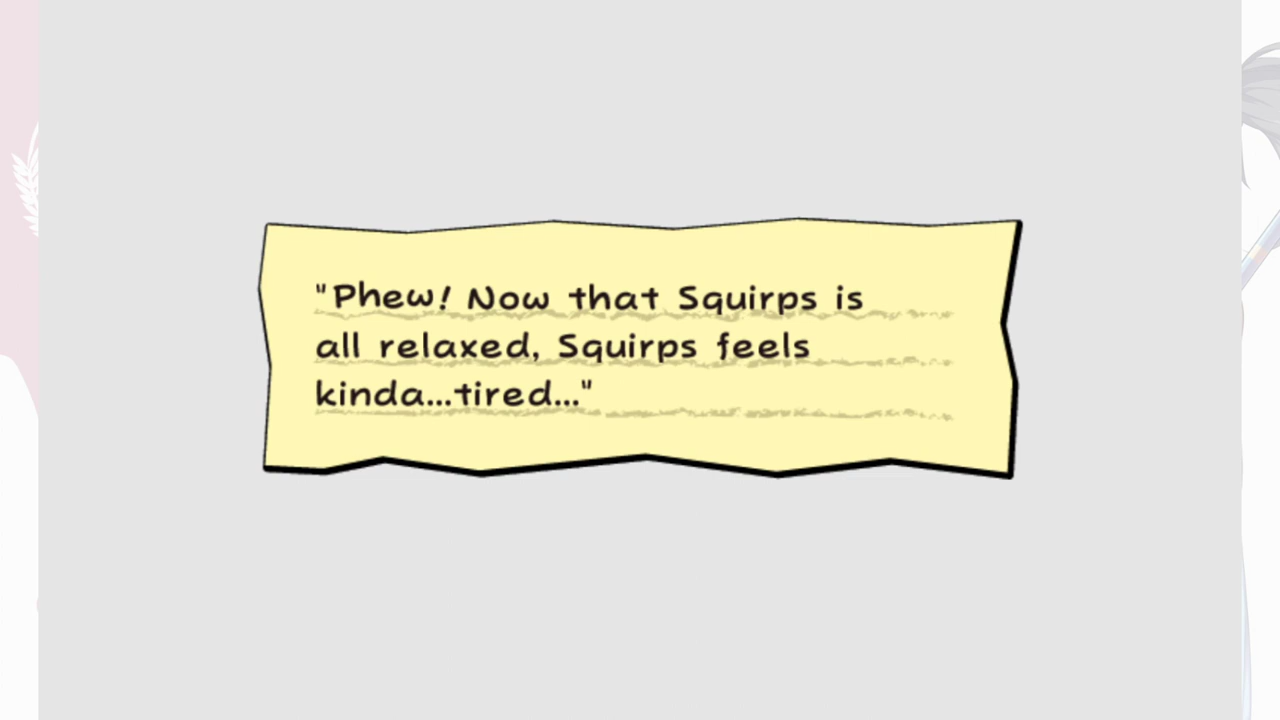 "Phew! Now that Squirps is
all relaxed, Squirps feels
kinda...tired..."